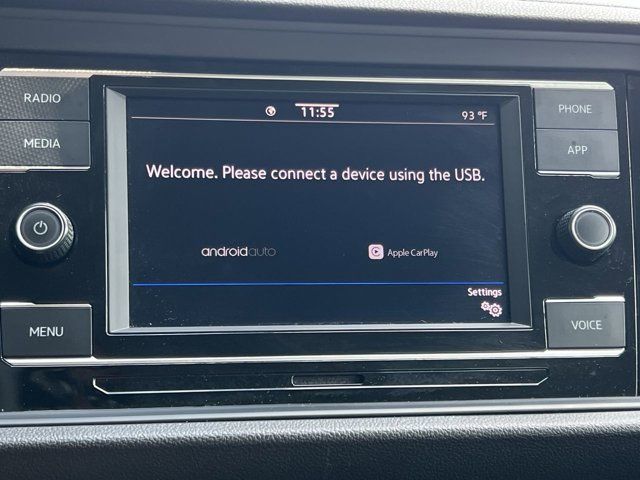 RADIO
MEDIA
MENU
11:55
93 °F
Welcome. Please connect a device using the USB.
androidauto
Apple CarPlay
Settings
PHONE
APP
VOICE